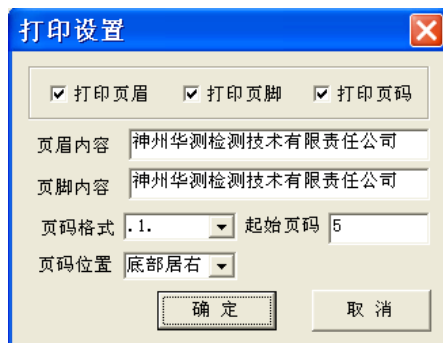 打印设置
打印页眉 打印页脚 打印页码
页眉内容 神州华测检测技术有限责任公司
页脚内容 神州华测检测技术有限责任公司
页码格式 .1. 起始页码 5
页码位置 底部居右
确 定 取 消